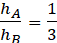 h_A/h_B = 1/3